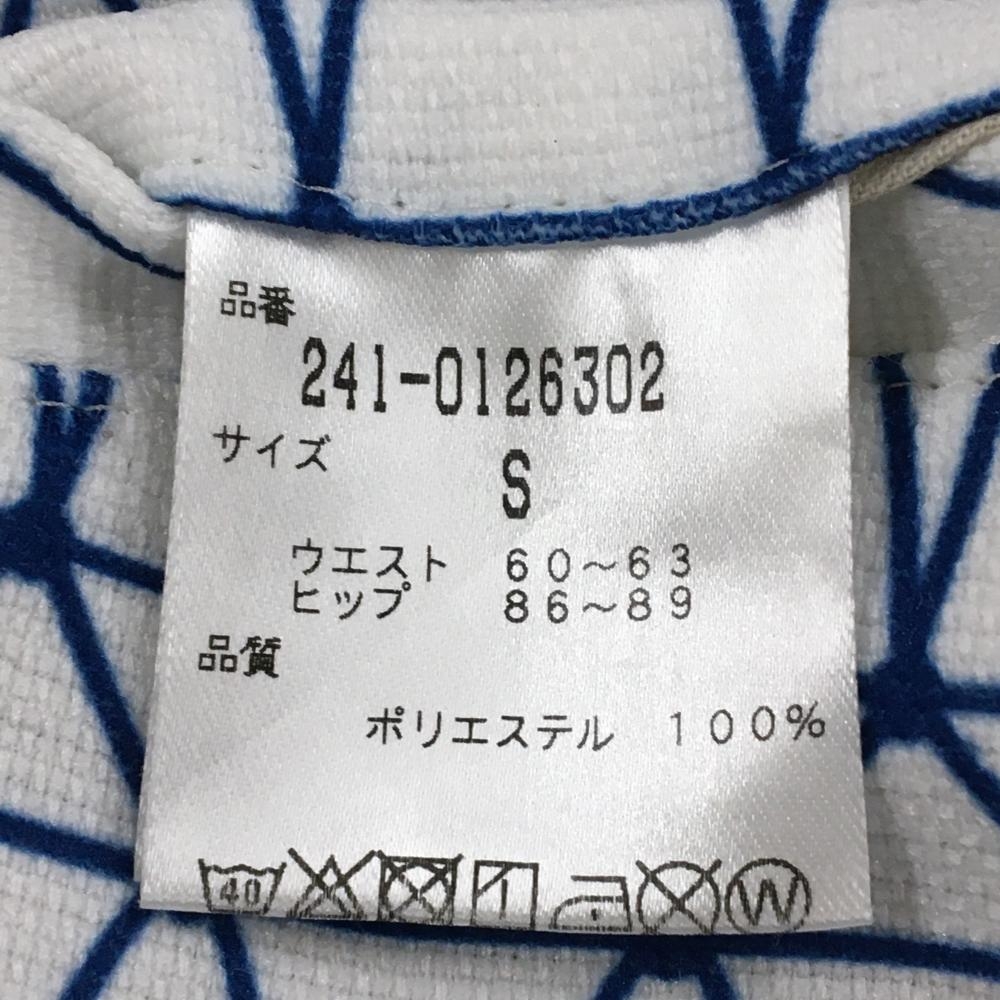 品番
241-0126302
サイズ
S
ウエスト 60～63
ヒップ 86～89
品質
ポリエステル 100%
40 W